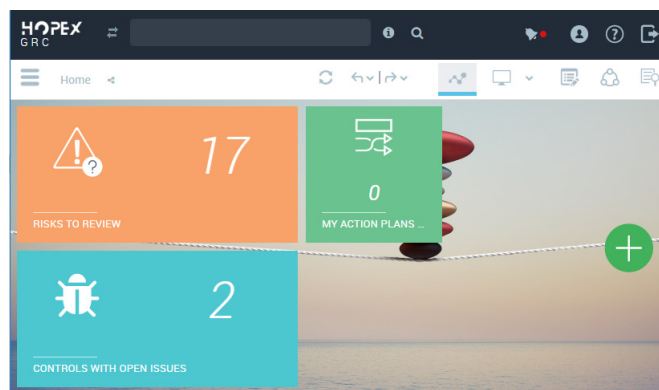 HOPEX
GRC
Home
17
RISKS TO REVIEW
0
MY ACTION PLANS ...
2
CONTROLS WITH OPEN ISSUES